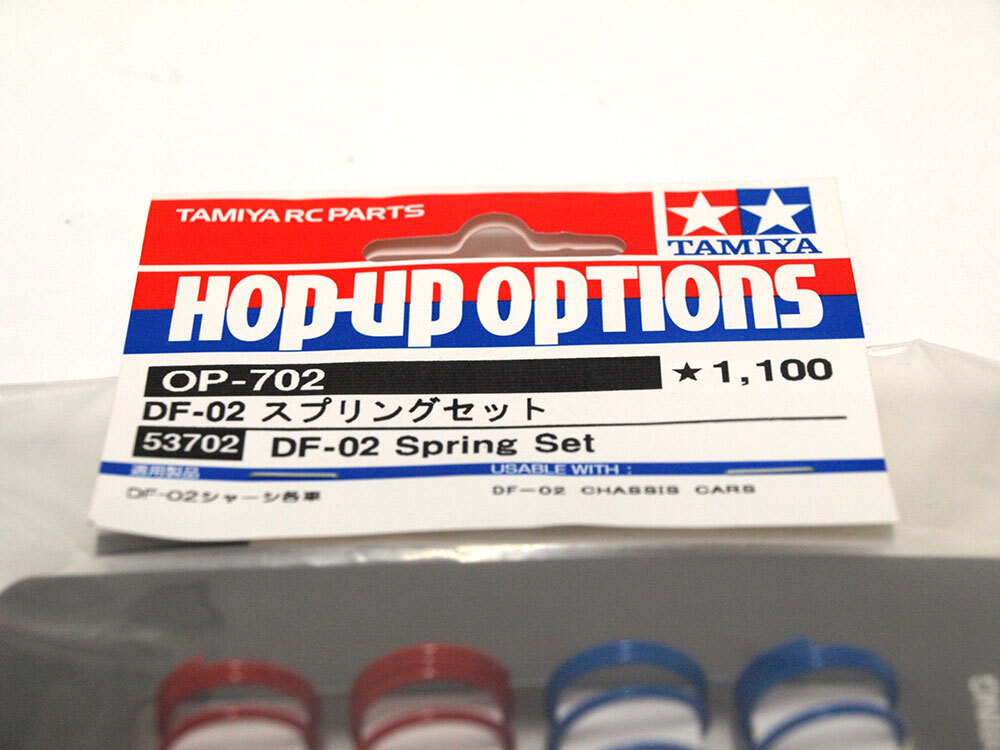 TAMIYA RC PARTS
TAMIYA
HOP-UP OPTIONS
OP-702
★1,100
DF-02 スプリングセット
53702 DF-02 Spring Set
適用製品 USABLE WITH :
DF-02シャーシ各車 DF-02 CHASSIS CARS